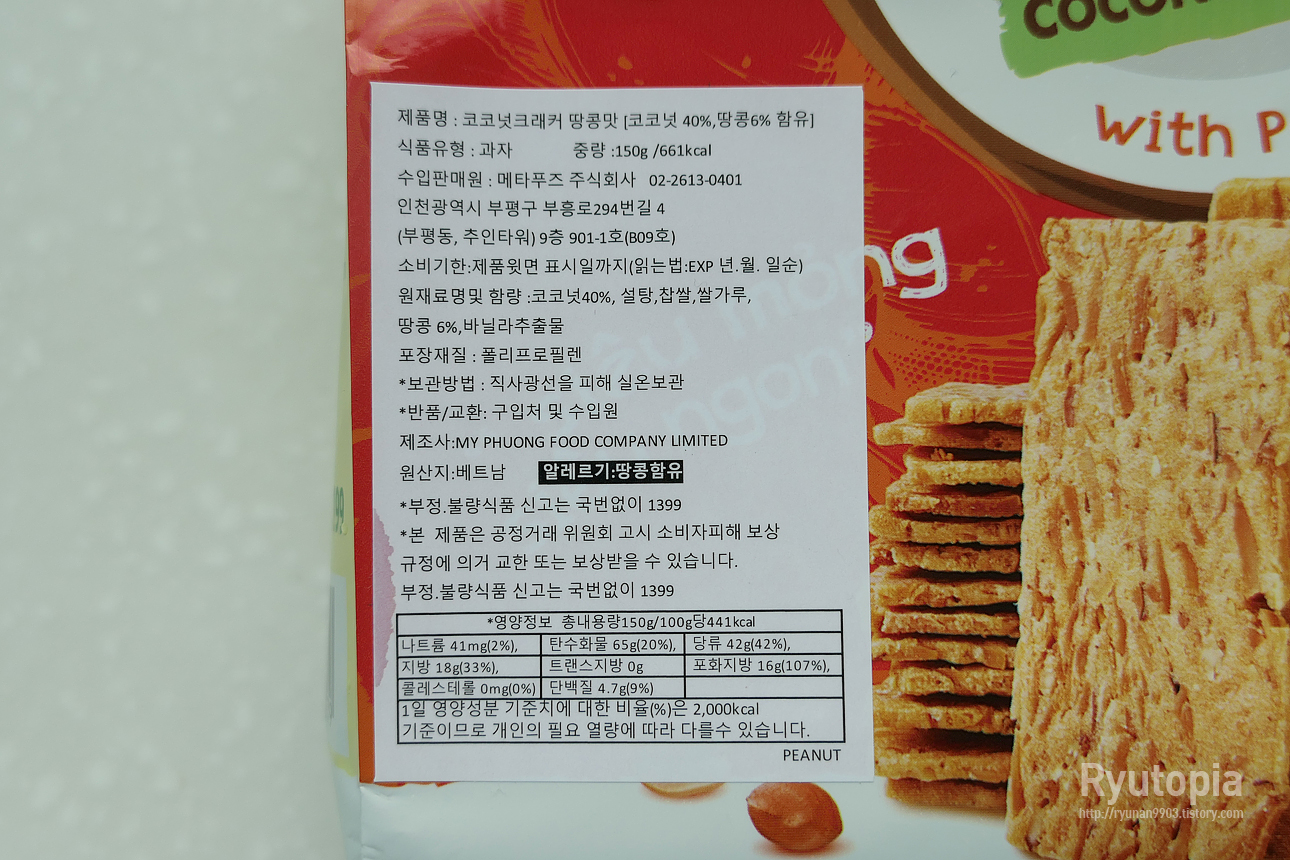 with P
제품명 : 코코넛크래커 땅콩맛 [코코넛 40%,땅콩6% 함유]
식품유형 : 과자 중량 :150g /661kcal
수입판매원 : 메타푸즈 주식회사 02-2613-0401
인천광역시 부평구 부흥로294번길 4
(부평동, 추인타워) 9층 901-1호(B09호)
소비기한:제품윗면 표시일까지(읽는법:EXP 년.월. 일순)
원재료명및 함량 :코코넛40%, 설탕,찹쌀,쌀가루,
땅콩 6%,바닐라추출물
포장재질 : 폴리프로필렌
*보관방법 : 직사광선을 피해 실온보관
*반품/교환: 구입처 및 수입원
제조사:MY PHUONG FOOD COMPANY LIMITED
원산지:베트남 알레르기:땅콩함유
*부정.불량식품 신고는 국번없이 1399
*본 제품은 공정거래 위원회 고시 소비자피해 보상
규정에 의거 교한 또는 보상받을 수 있습니다.
부정.불량식품 신고는 국번없이 1399
*영양정보 총내용량150g/100g당441kcal
나트륨 41mg(2%), 탄수화물 65g(20%), 당류 42g(42%),
지방 18g(33%), 트랜스지방 0g 포화지방 16g(107%),
콜레스테롤 0mg(0%) 단백질 4.7g(9%)
1일 영양성분 기준치에 대한 비율(%)은 2,000kcal
기준이므로 개인의 필요 열량에 따라 다를수 있습니다.
PEANUT
Ryutopia
http://ryunan9903.tistory.com